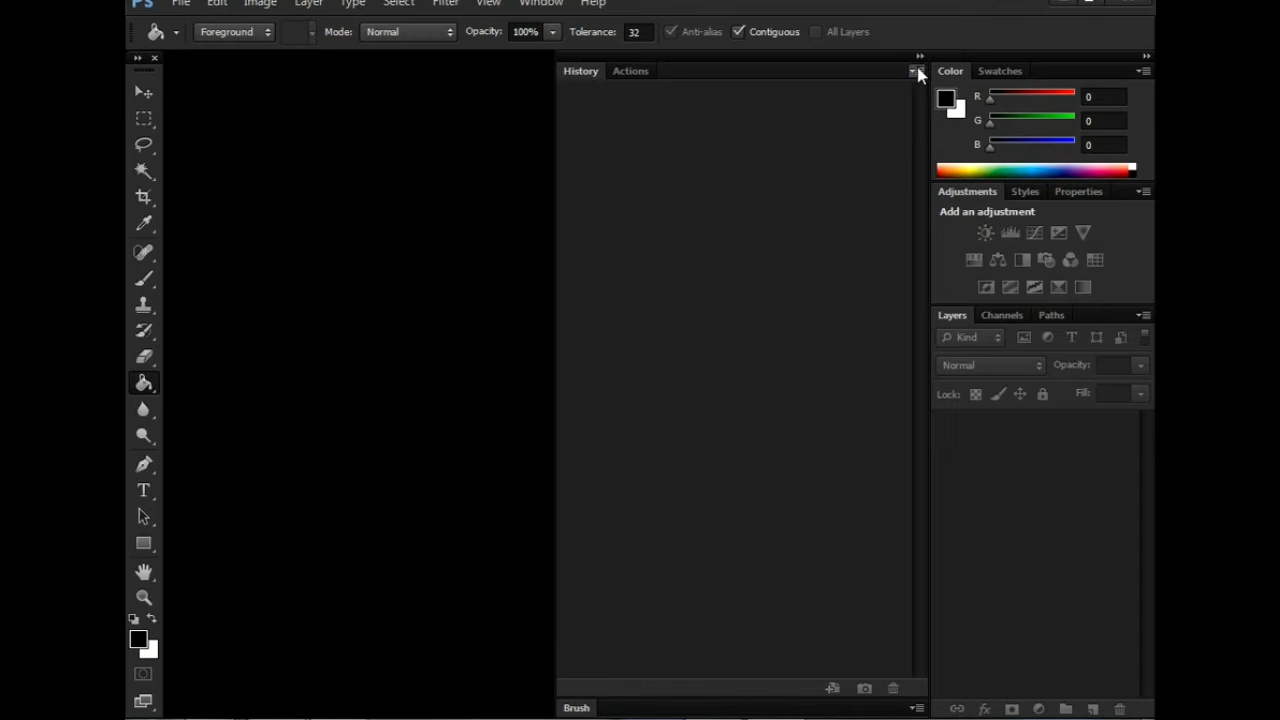 Ps File Edit Image Layer Type Select Filter View Window Help
Foreground Mode: Normal Opacity: 100% Tolerance: 32 Anti-alias Contiguous All Layers
History Actions
Color Swatches
R 0
G 0
B 0
Adjustments Styles Properties
Add an adjustment
Layers Channels Paths
Kind
Normal Opacity:
Lock: Fill:
Brush